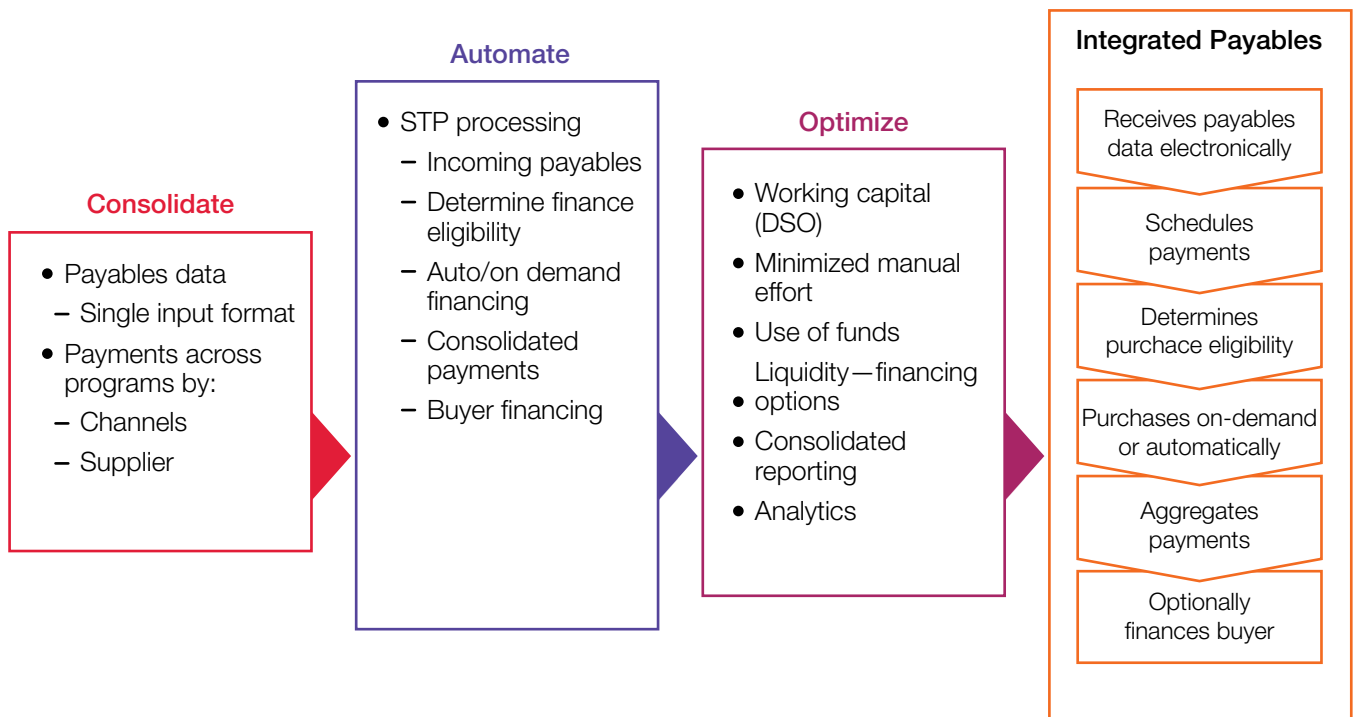 Consolidate
• Payables data
– Single input format
• Payments across
programs by:
– Channels
– Supplier
Automate
• STP processing
– Incoming payables
– Determine finance
eligibility
– Auto/on demand
financing
– Consolidated
payments
– Buyer financing
Optimize
• Working capital
(DSO)
• Minimized manual
effort
• Use of funds
Liquidity—financing
• options
• Consolidated
reporting
• Analytics
Integrated Payables
Receives payables
data electronically
Schedules
payments
Determines
purchace eligibility
Purchases on-demand
or automatically
Aggregates
payments
Optionally
finances buyer